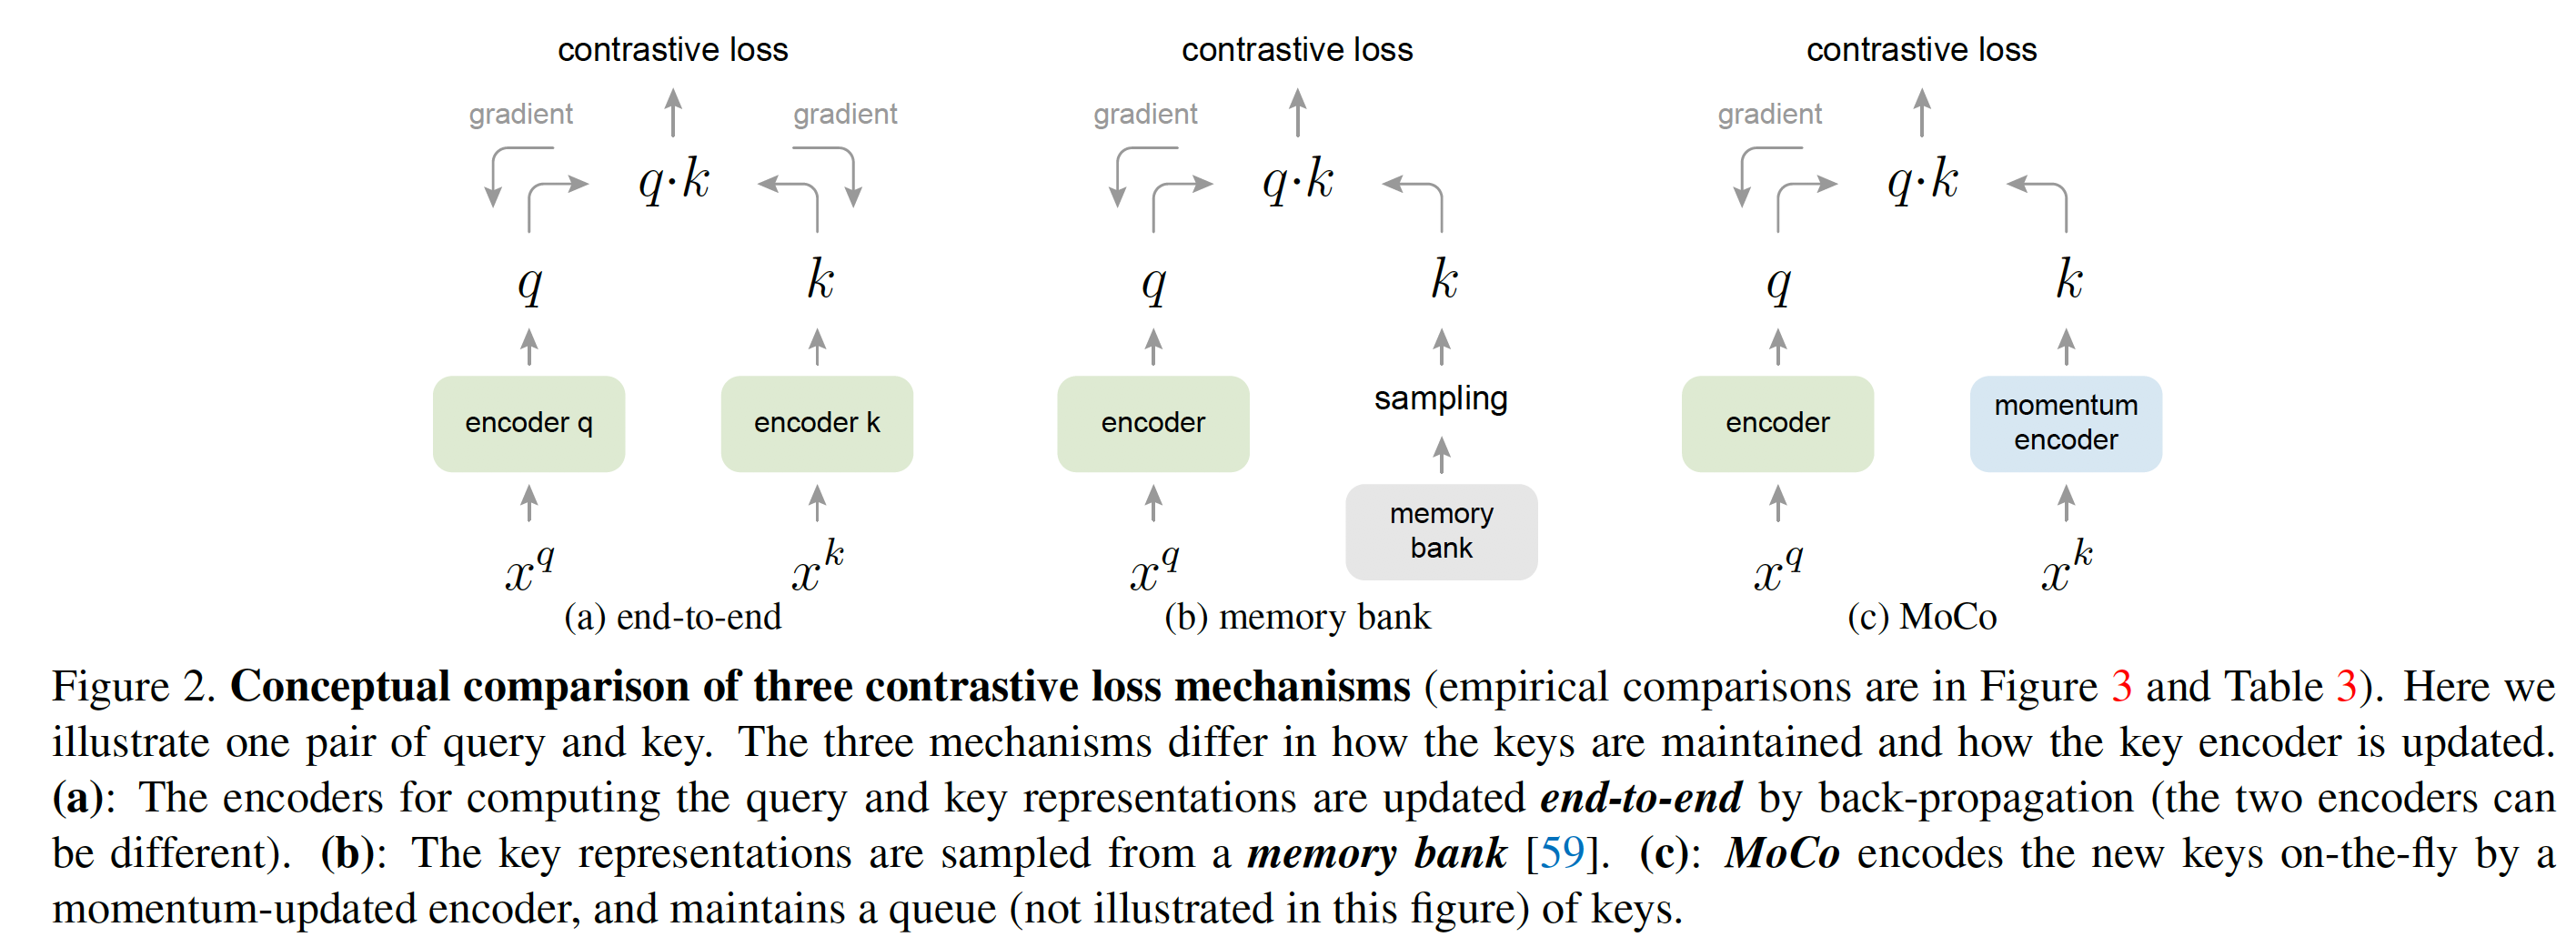 contrastive loss contrastive loss contrastive loss
gradient gradient gradient gradient
q·k q·k q·k
q k q k q k
sampling
encoder q encoder k encoder encoder momentum encoder
memory bank
x^q x^k x^q x^q x^k
(a) end-to-end (b) memory bank (c) MoCo
Figure 2. Conceptual comparison of three contrastive loss mechanisms (empirical comparisons are in Figure 3 and Table 3). Here we
illustrate one pair of query and key. The three mechanisms differ in how the keys are maintained and how the key encoder is updated.
(a): The encoders for computing the query and key representations are updated end-to-end by back-propagation (the two encoders can
be different). (b): The key representations are sampled from a memory bank [59]. (c): MoCo encodes the new keys on-the-fly by a
momentum-updated encoder, and maintains a queue (not illustrated in this figure) of keys.